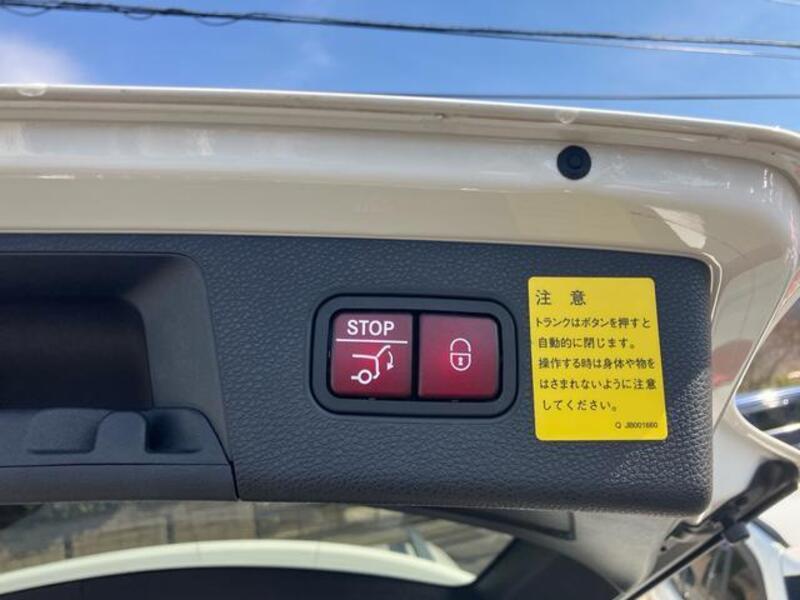 STOP
注 意
トランクはボタンを押すと
自動的に閉じます。
操作する時は身体や物を
はさまれないように注意
してください。
Q JB001660